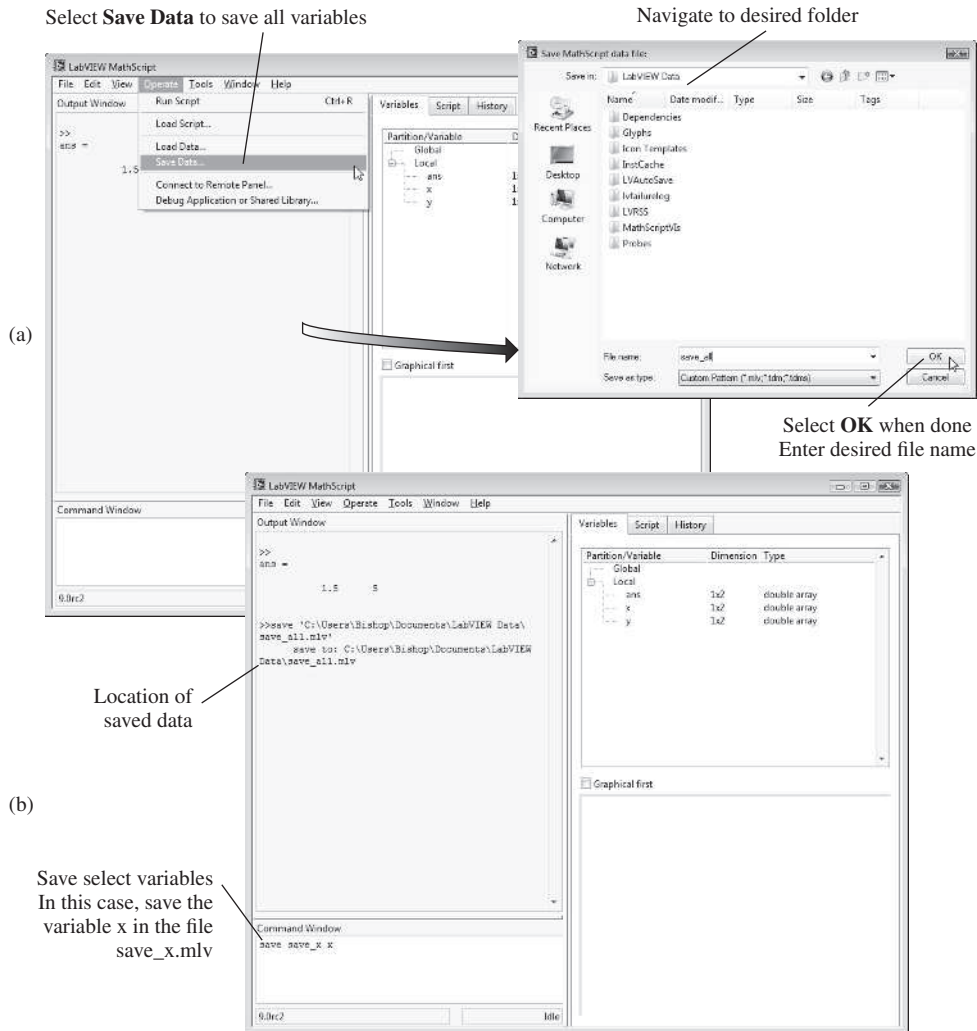 Select Save Data to save all variables
Navigate to desired folder
(a)
LabVIEW MathScript
File Edit View Operate Tools Window Help
Output Window
>>
ans =
1.5
Run Script Ctrl+R
Load Script...
Load Data...
Save Data...
Connect to Remote Panel...
Debug Application or Shared Library...
Variables Script History
Partition/Variable
Global
Local
ans
x
y
Graphical first
Command Window
9.0rc2
Save MathScript data file:
Save in: LabVIEW Data
Name Date modif... Type Size Tags
Recent Places
Desktop
Computer
Network
Dependencies
Glyphs
Icon Templates
InstCache
LVAutoSave
lvfailurelog
LVRSS
MathScriptVIs
Probes
File name: save_all
OK
Save as type: Custom Pattern (*.mlv;*.tdm;*.tdms)
Cancel
Select OK when done
Enter desired file name
(b)
LabVIEW MathScript
File Edit View Operate Tools Window Help
Output Window
>>
ans =
1.5 5
>>save 'C:\Users\Bishop\Documents\LabVIEW Data\
save_all.mlv'
save to: C:\Users\Bishop\Documents\LabVIEW
Data\save_all.mlv
Variables Script History
Partition/Variable Dimension Type
Global
Local
ans 1x2 double array
x 1x2 double array
y 1x2 double array
Graphical first
Location of
saved data
Save select variables
In this case, save the
variable x in the file
save_x.mlv
Command Window
save save_x x
9.0rc2 Idle